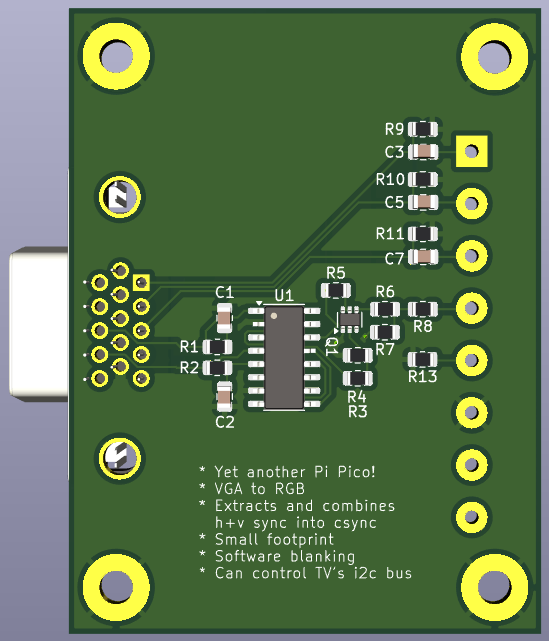 R9
C3
R10
C5
R11
C7
R5
C1
U1
R6
R8
Q1
R7
R1
R2
R13
R4
R3
C2
* Yet another Pi Pico!
* VGA to RGB
* Extracts and combines
h+v sync into csync
* Small footprint
* Software blanking
* Can control TV's i2c bus